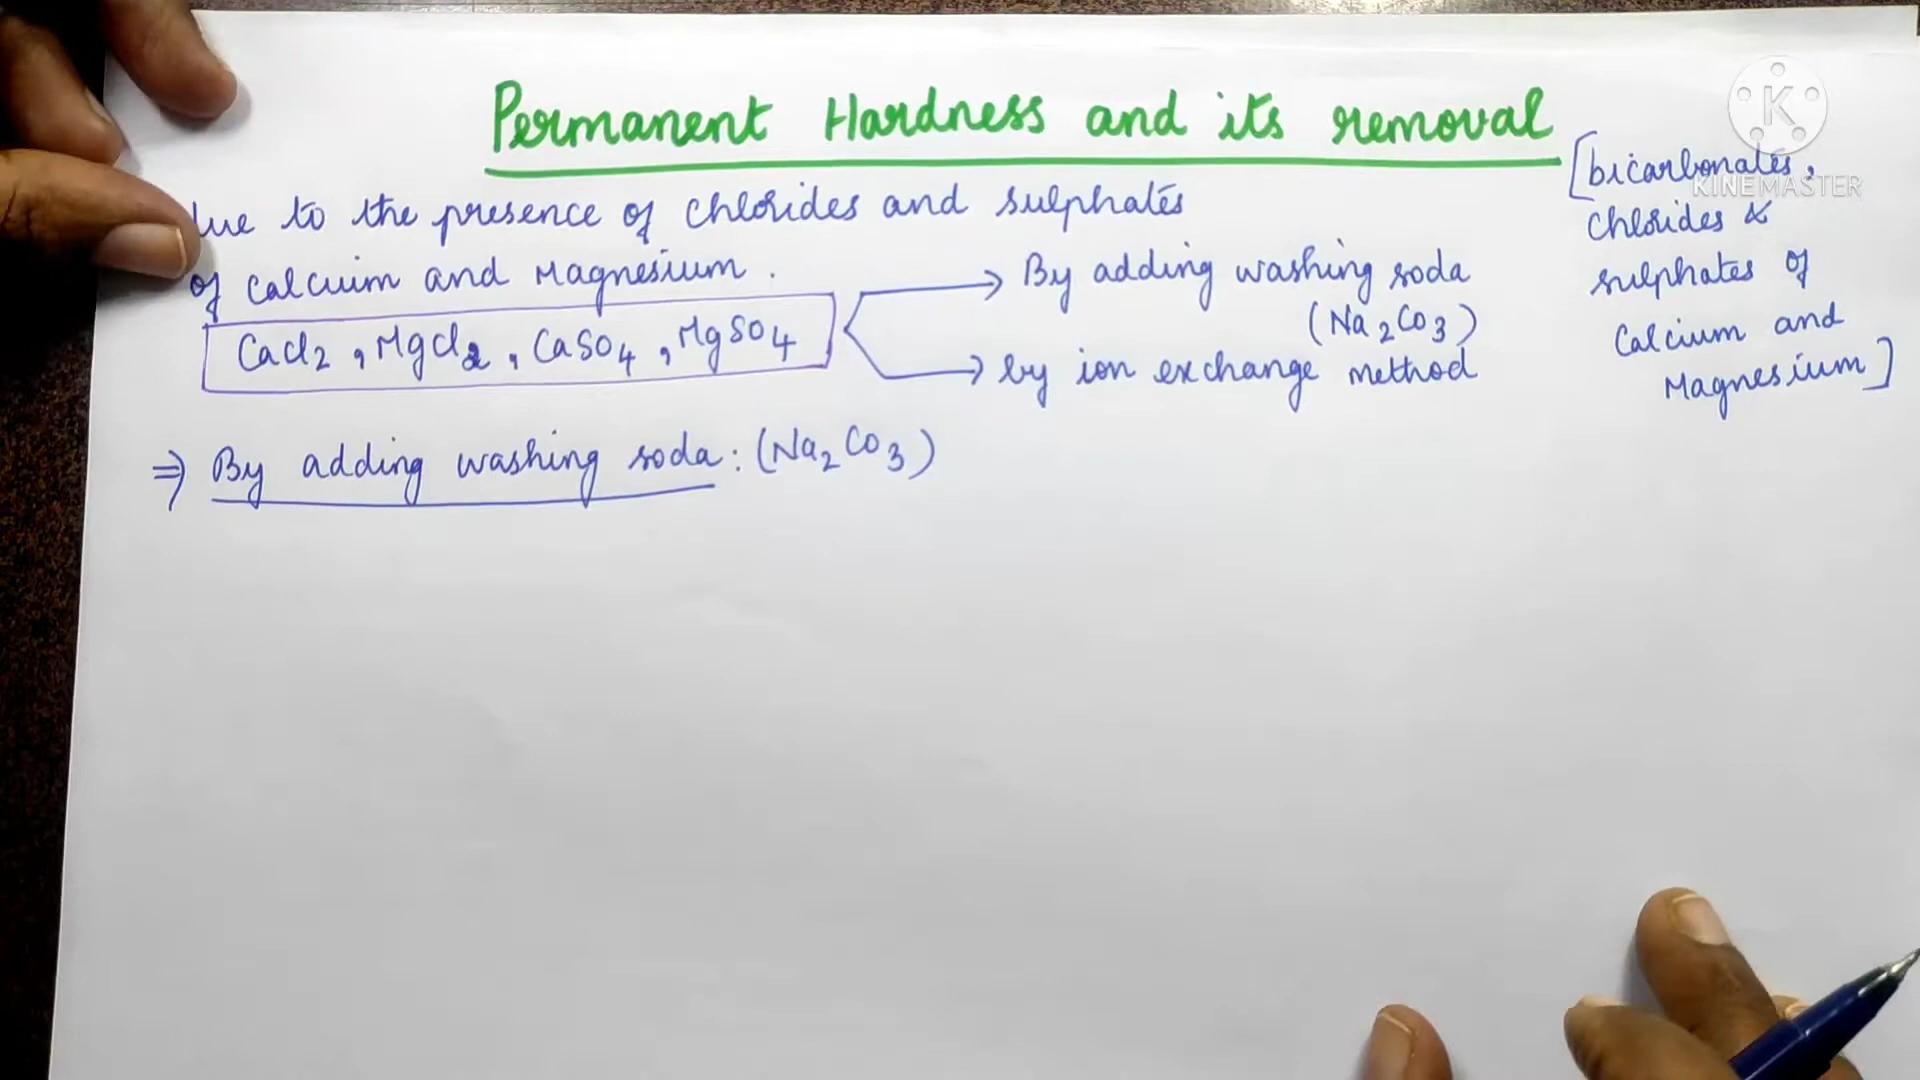 Permanent Hardness and its removal
due to the presence of chlorides and sulphates
of calcium and Magnesium .
CaCl2 , MgCl2 , CaSO4 , MgSO4
By adding washing soda
(Na2Co3)
by ion exchange method
[bicarbonates,
chlorides &
sulphates of
Calcium and
Magnesium]
⇒ By adding washing soda : (Na2Co3)
K
KINEMASTER